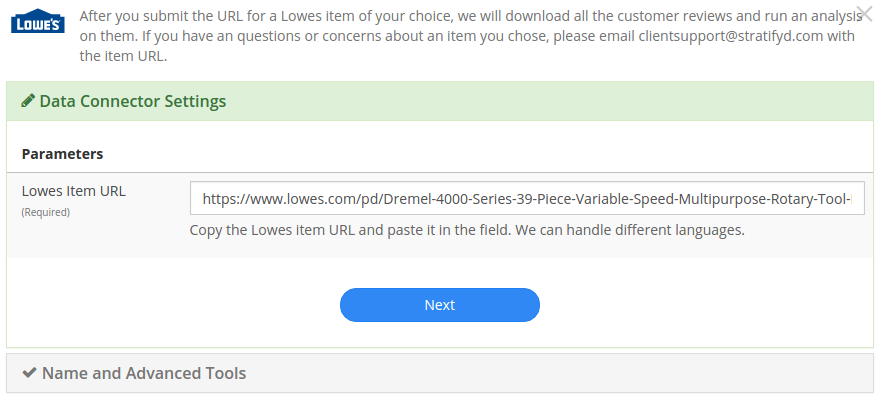 LOWE'S
After you submit the URL for a Lowes item of your choice, we will download all the customer reviews and run an analysis
on them. If you have an questions or concerns about an item you chose, please email clientsupport@stratifyd.com with
the item URL.
Data Connector Settings
Parameters
Lowes Item URL
(Required)
https://www.lowes.com/pd/Dremel-4000-Series-39-Piece-Variable-Speed-Multipurpose-Rotary-Tool-
Copy the Lowes item URL and paste it in the field. We can handle different languages.
Next
Name and Advanced Tools